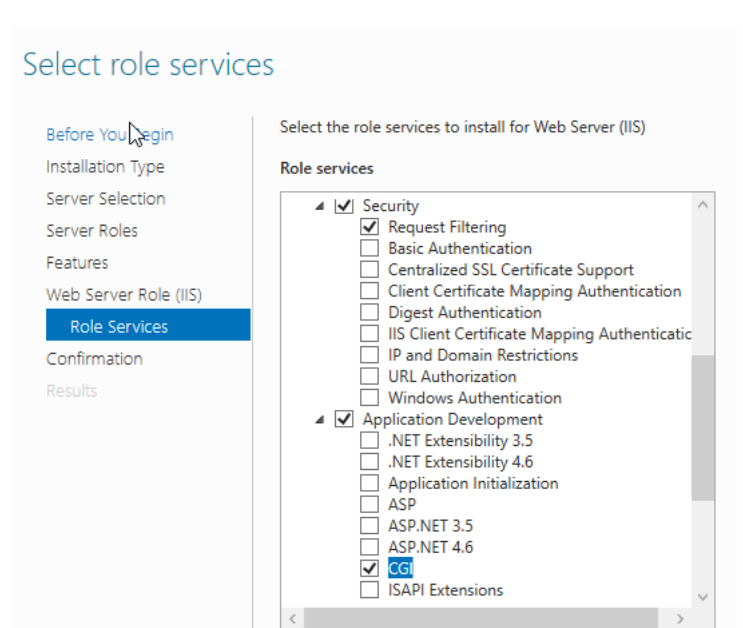 Select role services
Before You Begin
Installation Type
Server Selection
Server Roles
Features
Web Server Role (IIS)
Role Services
Confirmation
Results
Select the role services to install for Web Server (IIS)
Role services
Security
Request Filtering
Basic Authentication
Centralized SSL Certificate Support
Client Certificate Mapping Authentication
Digest Authentication
IIS Client Certificate Mapping Authenticatic
IP and Domain Restrictions
URL Authorization
Windows Authentication
Application Development
.NET Extensibility 3.5
.NET Extensibility 4.6
Application Initialization
ASP
ASP.NET 3.5
ASP.NET 4.6
CGI
ISAPI Extensions